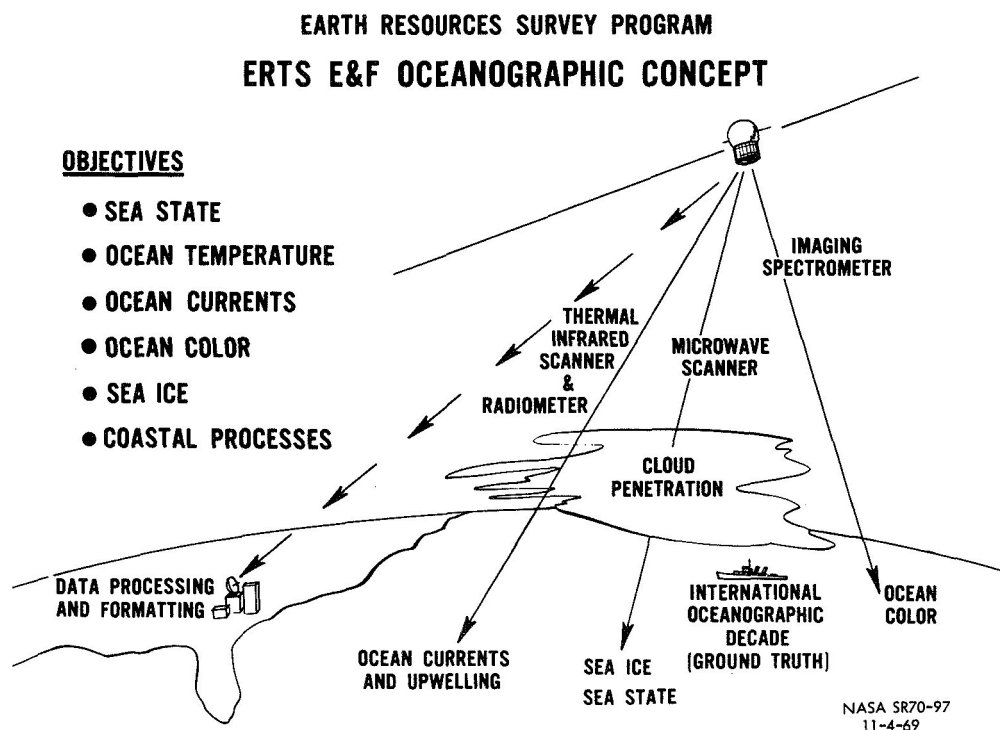 EARTH RESOURCES SURVEY PROGRAM
ERTS E&F OCEANOGRAPHIC CONCEPT
OBJECTIVES
● SEA STATE
● OCEAN TEMPERATURE
● OCEAN CURRENTS
● OCEAN COLOR
● SEA ICE
● COASTAL PROCESSES
IMAGING
SPECTROMETER
THERMAL
INFRARED
SCANNER
&
RADIOMETER
MICROWAVE
SCANNER
CLOUD
PENETRATION
DATA PROCESSING
AND FORMATTING
OCEAN CURRENTS
AND UPWELLING
SEA ICE
SEA STATE
INTERNATIONAL
OCEANOGRAPHIC
DECADE
(GROUND TRUTH)
OCEAN
COLOR
NASA SR70-97
11-4-69